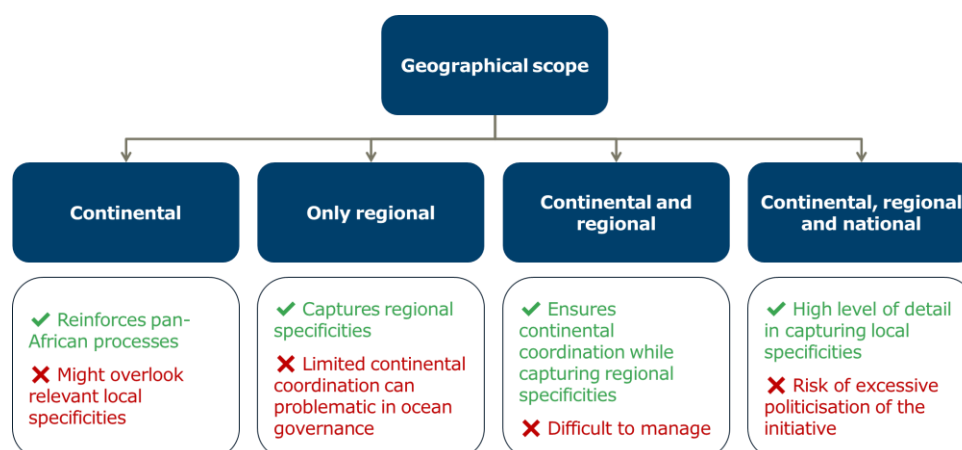 Geographical scope
Continental
Only regional
Continental and
regional
Continental, regional
and national
✔ Reinforces pan-
African processes
✘ Might overlook
relevant local
specificities
✔ Captures regional
specificities
✘ Limited continental
coordination can
problematic in ocean
governance
✔ Ensures
continental
coordination while
capturing regional
specificities
✘ Difficult to manage
✔ High level of detail
in capturing local
specificities
✘ Risk of excessive
politicisation of the
initiative